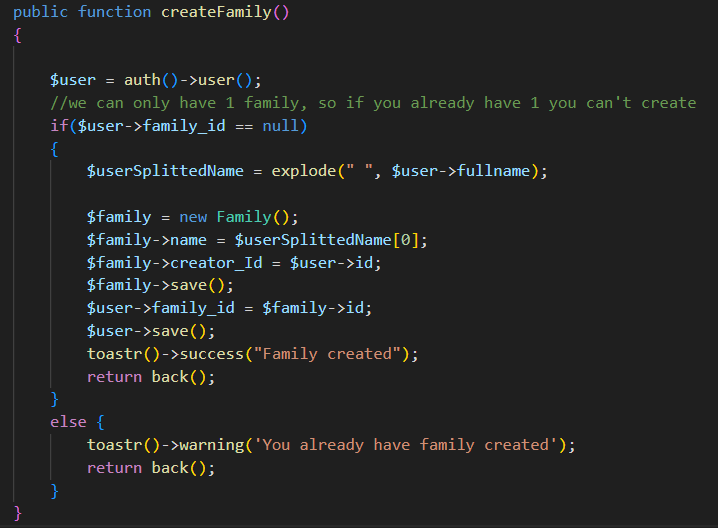 public function createFamily()
{
$user = auth()->user();
//we can only have 1 family, so if you already have 1 you can't create
if($user->family_id == null)
{
$userSplittedName = explode(" ", $user->fullname);
$family = new Family();
$family->name = $userSplittedName[0];
$family->creator_Id = $user->id;
$family->save();
$user->family_id = $family->id;
$user->save();
toastr()->success("Family created");
return back();
}
else {
toastr()->warning('You already have family created');
return back();
}
}